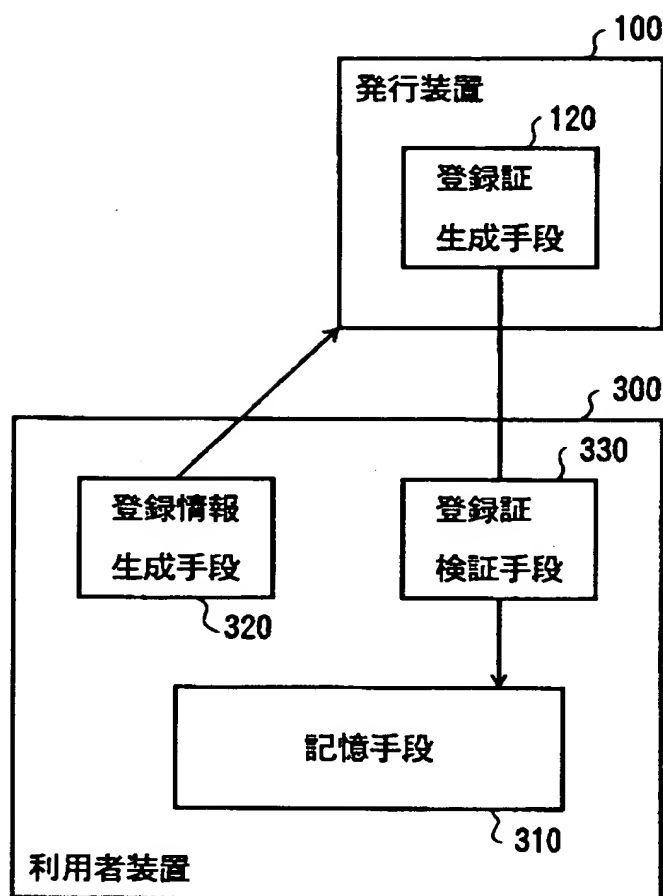 100
発行装置
120
登録証
生成手段
300
330
登録情報
生成手段
320
登録証
検証手段
記憶手段
310
利用者装置